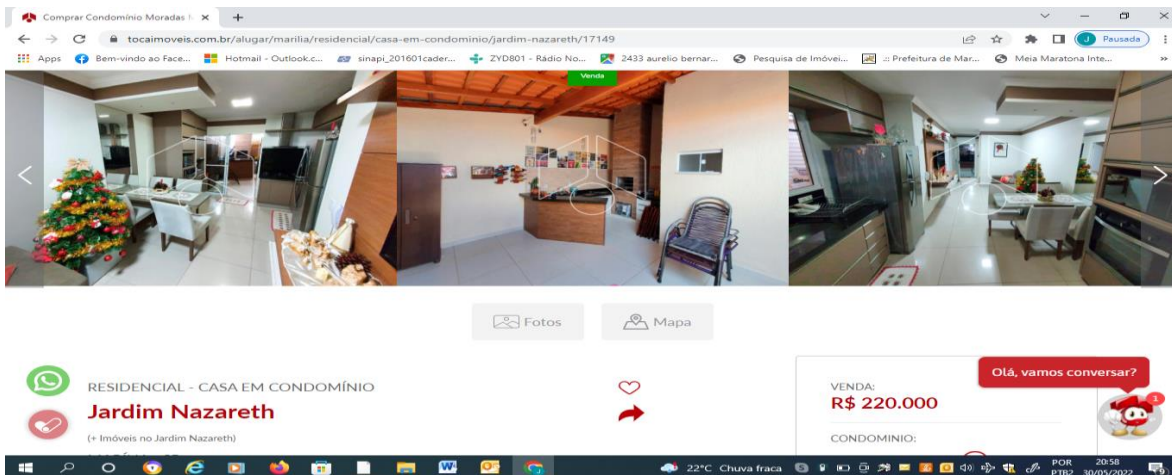 Comprar Condomínio Moradas N
tocaimoveis.com.br/alugar/marilia/residencial/casa-em-condominio/jardim-nazareth/17149
J Pausada
Apps Bem-vindo ao Face... Hotmail - Outlook.c... sinapi_201601cader... ZYD801 - Rádio No... 2433 aurelio bernar... Pesquisa de Imóvei... .:: Prefeitura de Mar... Meia Maratona Inte...
Venda
Fotos Mapa
RESIDENCIAL - CASA EM CONDOMÍNIO
Jardim Nazareth
(+ Imóveis no Jardim Nazareth)
VENDA:
R$ 220.000
CONDOMINIO:
Olá, vamos conversar?
1
22°C Chuva fraca
POR
PTB2
20:58
30/05/2022